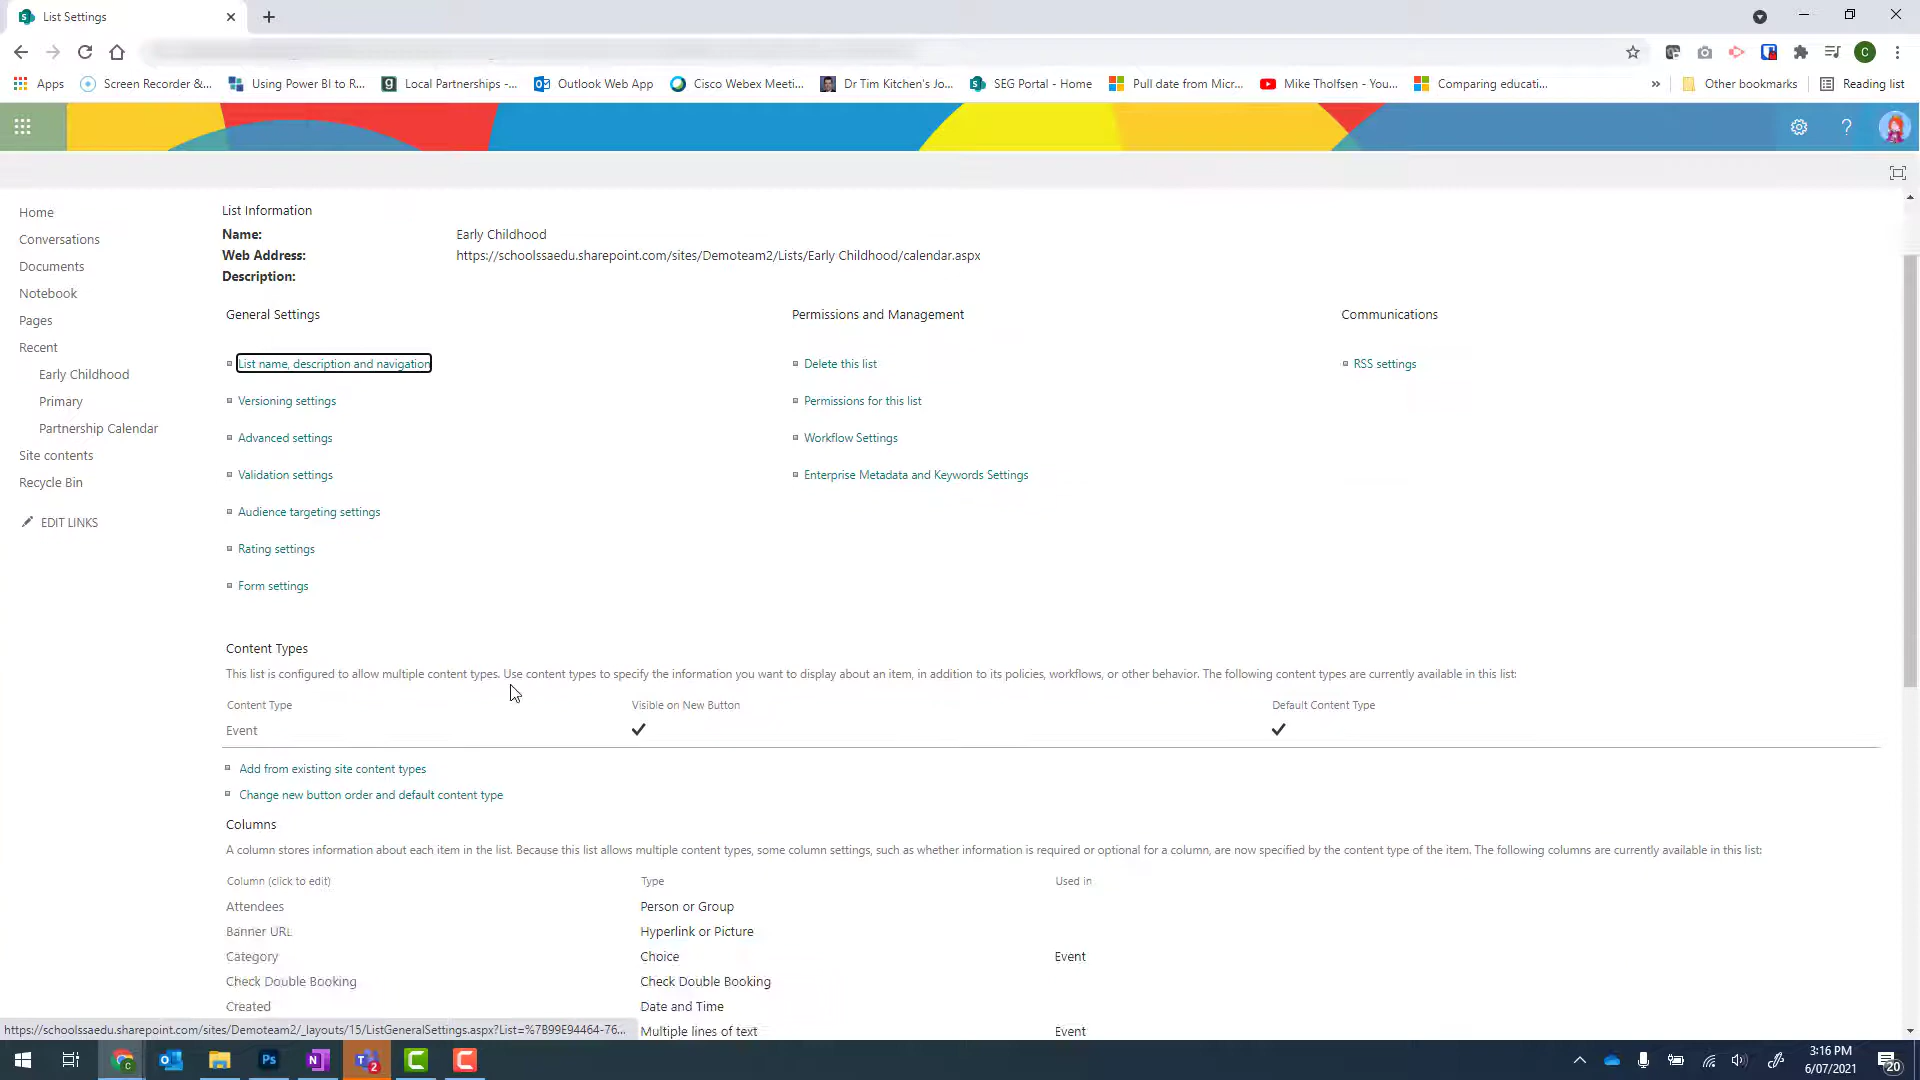 List Settings
Apps
Screen Recorder &...
Using Power BI to R...
Local Partnerships -...
Outlook Web App
Cisco Webex Meeti...
Dr Tim Kitchen's Jo...
SEG Portal - Home
Pull date from Micr...
Mike Tholfsen - You...
Comparing educati...
»
Other bookmarks
Reading list
C
?
Home
Conversations
Documents
Notebook
Pages
Recent
Early Childhood
Primary
Partnership Calendar
Site contents
Recycle Bin
EDIT LINKS
List Information
Name: Early Childhood
Web Address: https://schoolssaedu.sharepoint.com/sites/Demoteam2/Lists/Early Childhood/calendar.aspx
Description:
General Settings
List name, description and navigation
Versioning settings
Advanced settings
Validation settings
Audience targeting settings
Rating settings
Form settings
Permissions and Management
Delete this list
Permissions for this list
Workflow Settings
Enterprise Metadata and Keywords Settings
Communications
RSS settings
Content Types
This list is configured to allow multiple content types. Use content types to specify the information you want to display about an item, in addition to its policies, workflows, or other behavior. The following content types are currently available in this list:
Content Type Visible on New Button Default Content Type
Event
Add from existing site content types
Change new button order and default content type
Columns
A column stores information about each item in the list. Because this list allows multiple content types, some column settings, such as whether information is required or optional for a column, are now specified by the content type of the item. The following columns are currently available in this list:
Column (click to edit) Type Used in
Attendees Person or Group
Banner URL Hyperlink or Picture
Category Choice Event
Check Double Booking Check Double Booking
Created Date and Time
Multiple lines of text Event
https://schoolssaedu.sharepoint.com/sites/Demoteam2/_layouts/15/ListGeneralSettings.aspx?List=%7B99E94464-76...
3:16 PM
6/07/2021
20